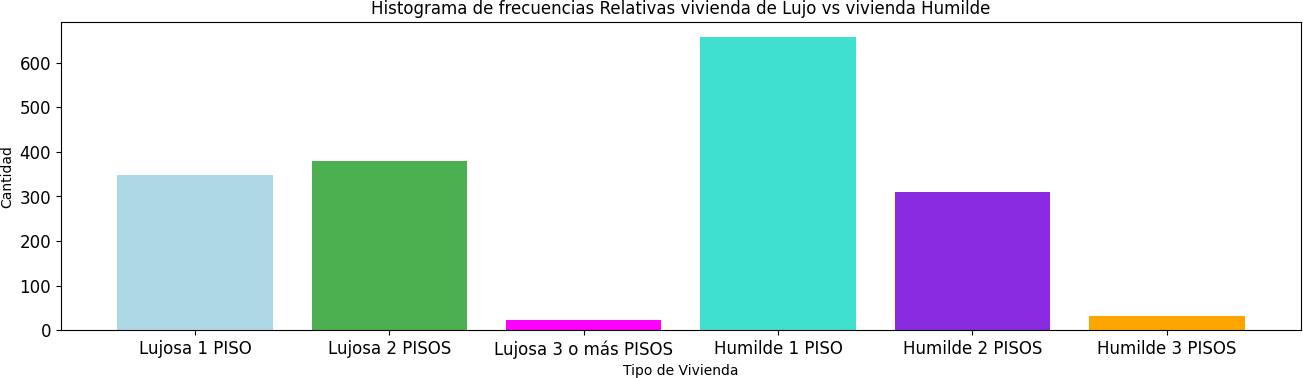 Histograma de frecuencias Relativas vivienda de Lujo vs vivienda Humilde
Cantidad
600
500
400
300
200
100
0
Lujosa 1 PISO
Lujosa 2 PISOS
Lujosa 3 o más PISOS
Humilde 1 PISO
Humilde 2 PISOS
Humilde 3 PISOS
Tipo de Vivienda